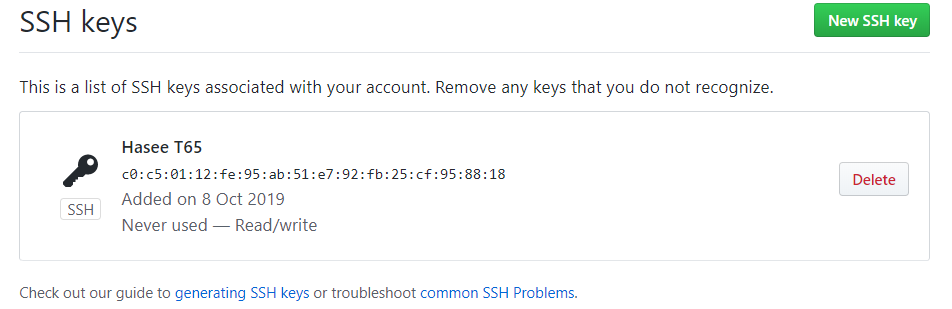 SSH keys
New SSH key
This is a list of SSH keys associated with your account. Remove any keys that you do not recognize.
Hasee T65
c0:c5:01:12:fe:95:ab:51:e7:92:fb:25:cf:95:88:18
Added on 8 Oct 2019
Never used — Read/write
SSH
Delete
Check out our guide to generating SSH keys or troubleshoot common SSH Problems.